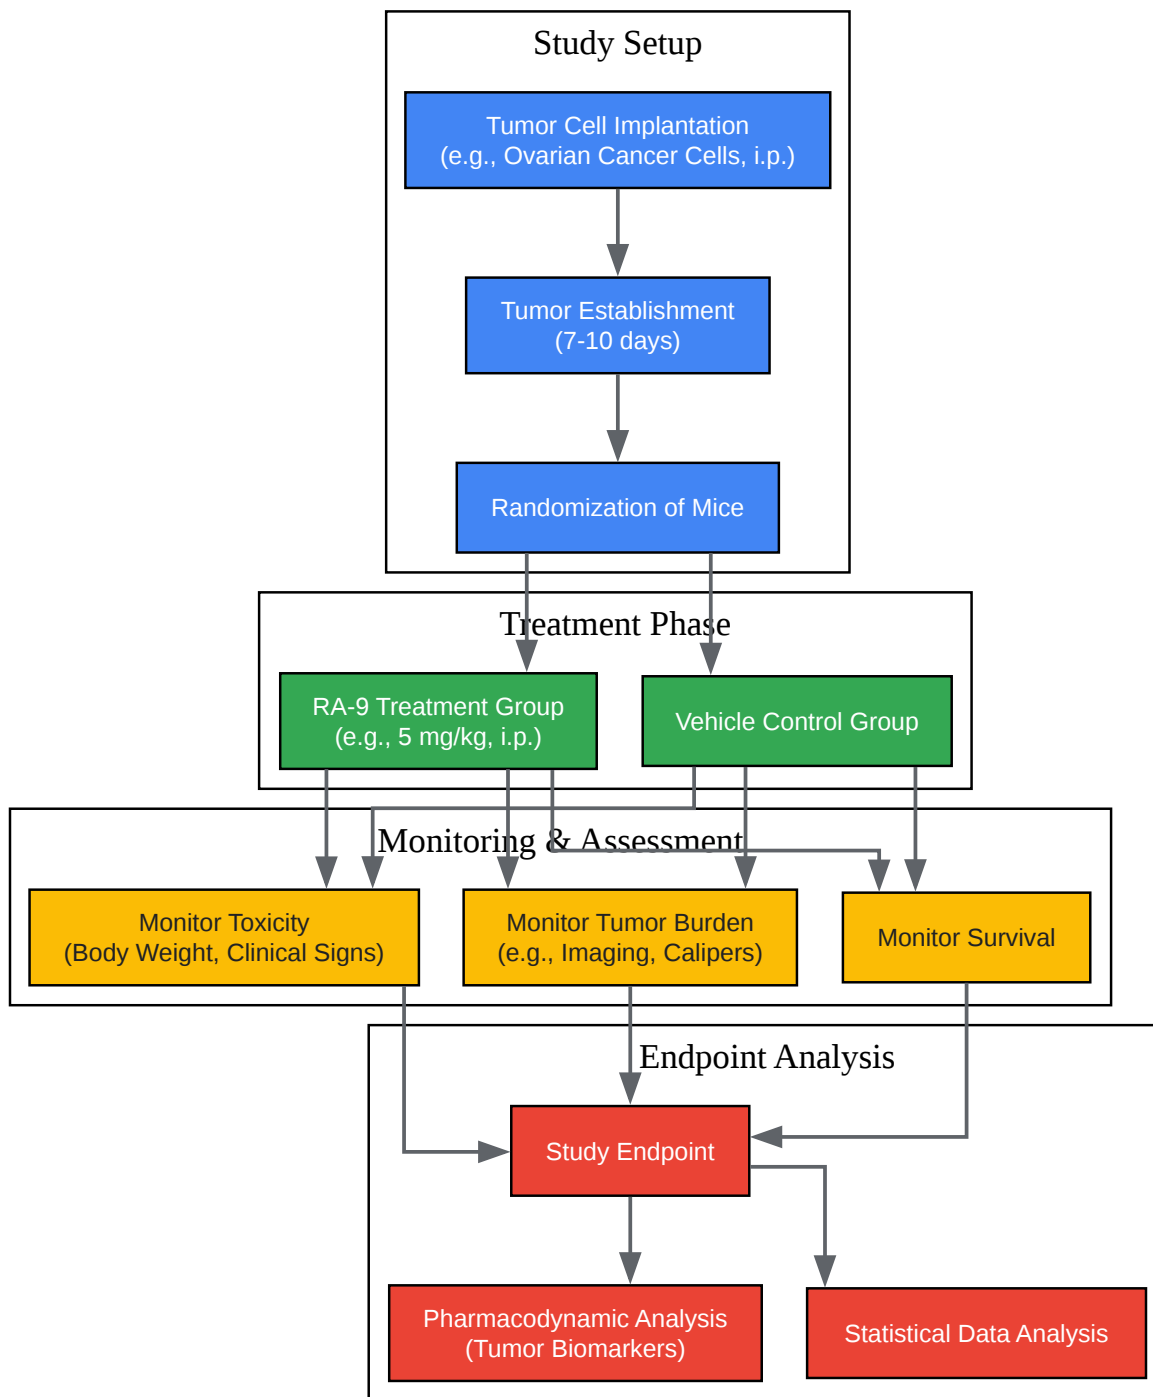 Study Setup
Tumor Cell Implantation
(e.g., Ovarian Cancer Cells, i.p.)
Tumor Establishment
(7-10 days)
Randomization of Mice
Treatment Phase
RA-9 Treatment Group
(e.g., 5 mg/kg, i.p.)
Vehicle Control Group
Monitoring & Assessment
Monitor Toxicity
(Body Weight, Clinical Signs)
Monitor Tumor Burden
(e.g., Imaging, Calipers)
Monitor Survival
Endpoint Analysis
Study Endpoint
Pharmacodynamic Analysis
(Tumor Biomarkers)
Statistical Data Analysis